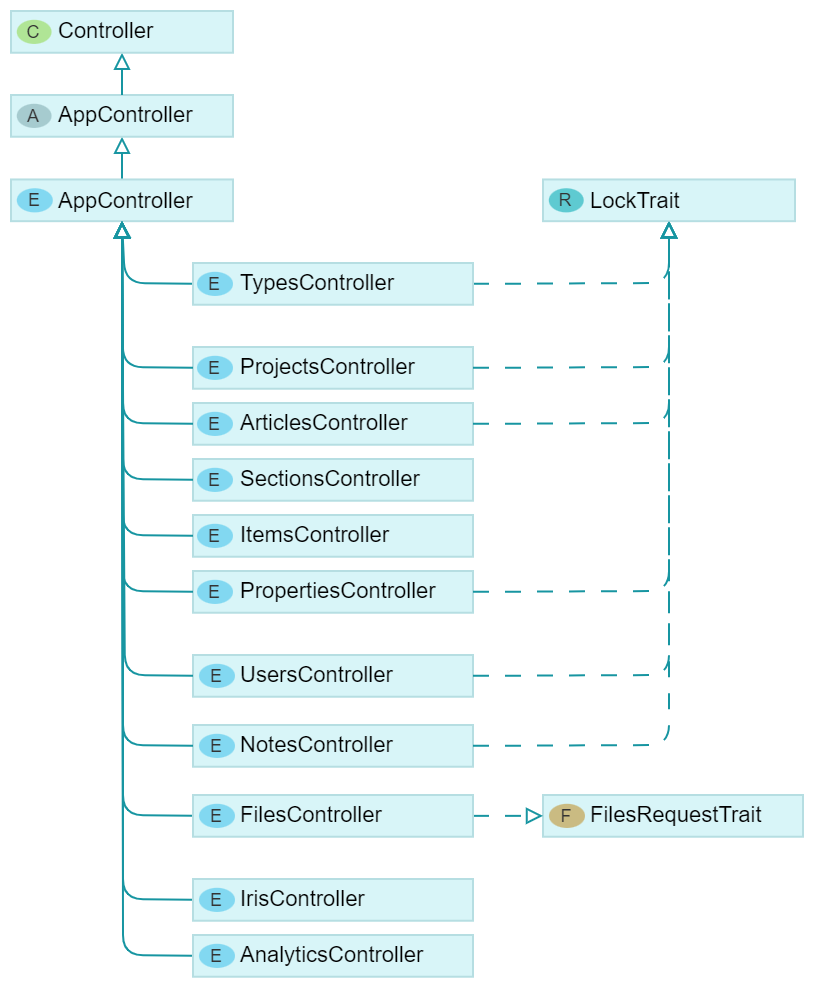 C Controller
A AppController
E AppController
R LockTrait
E TypesController
E ProjectsController
E ArticlesController
E SectionsController
E ItemsController
E PropertiesController
E UsersController
E NotesController
E FilesController
F FilesRequestTrait
E IrisController
E AnalyticsController